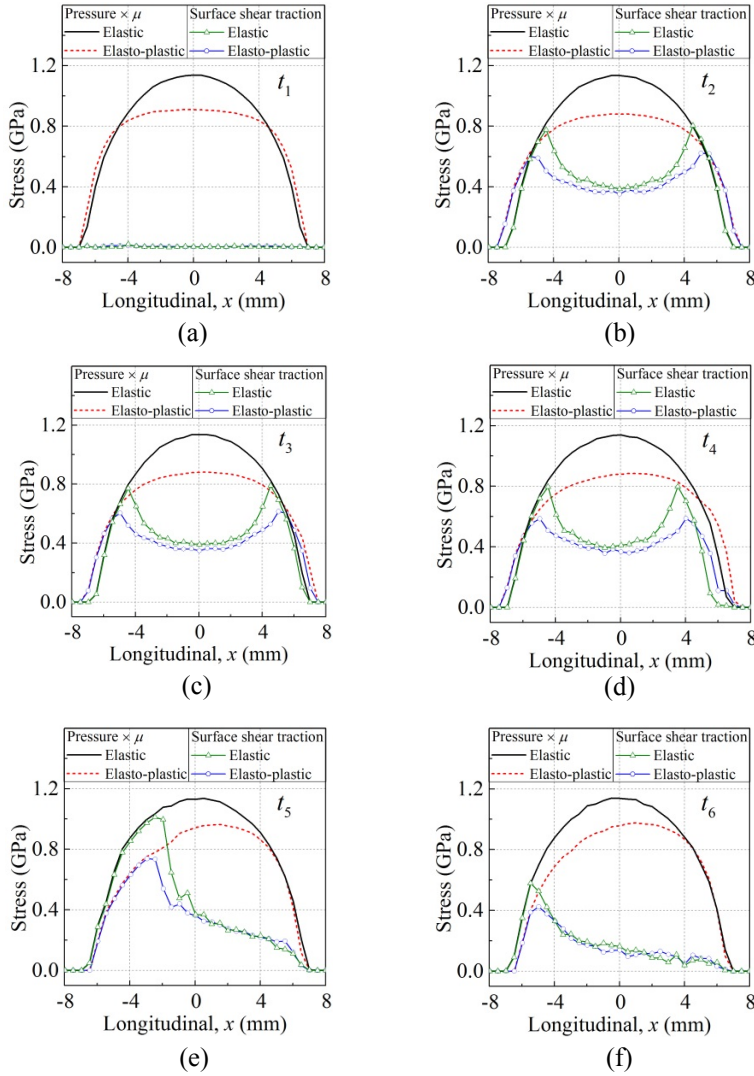 Pressure × μ Surface shear traction
Elastic Elastic
Elasto-plastic Elasto-plastic
1.2
0.8
0.4
0.0
Stress (GPa)
t1
-8 -4 0 4 8
Longitudinal, x (mm)
(a)
Pressure × μ Surface shear traction
Elastic Elastic
Elasto-plastic Elasto-plastic
1.2
0.8
0.4
0.0
Stress (GPa)
t2
-8 -4 0 4 8
Longitudinal, x (mm)
(b)
Pressure × μ Surface shear traction
Elastic Elastic
Elasto-plastic Elasto-plastic
1.2
0.8
0.4
0.0
Stress (GPa)
t3
-8 -4 0 4 8
Longitudinal, x (mm)
(c)
Pressure × μ Surface shear traction
Elastic Elastic
Elasto-plastic Elasto-plastic
1.2
0.8
0.4
0.0
Stress (GPa)
t4
-8 -4 0 4 8
Longitudinal, x (mm)
(d)
Pressure × μ Surface shear traction
Elastic Elastic
Elasto-plastic Elasto-plastic
1.2
0.8
0.4
0.0
Stress (GPa)
t5
-8 -4 0 4 8
Longitudinal, x (mm)
(e)
Pressure × μ Surface shear traction
Elastic Elastic
Elasto-plastic Elasto-plastic
1.2
0.8
0.4
0.0
Stress (GPa)
t6
-8 -4 0 4 8
Longitudinal, x (mm)
(f)